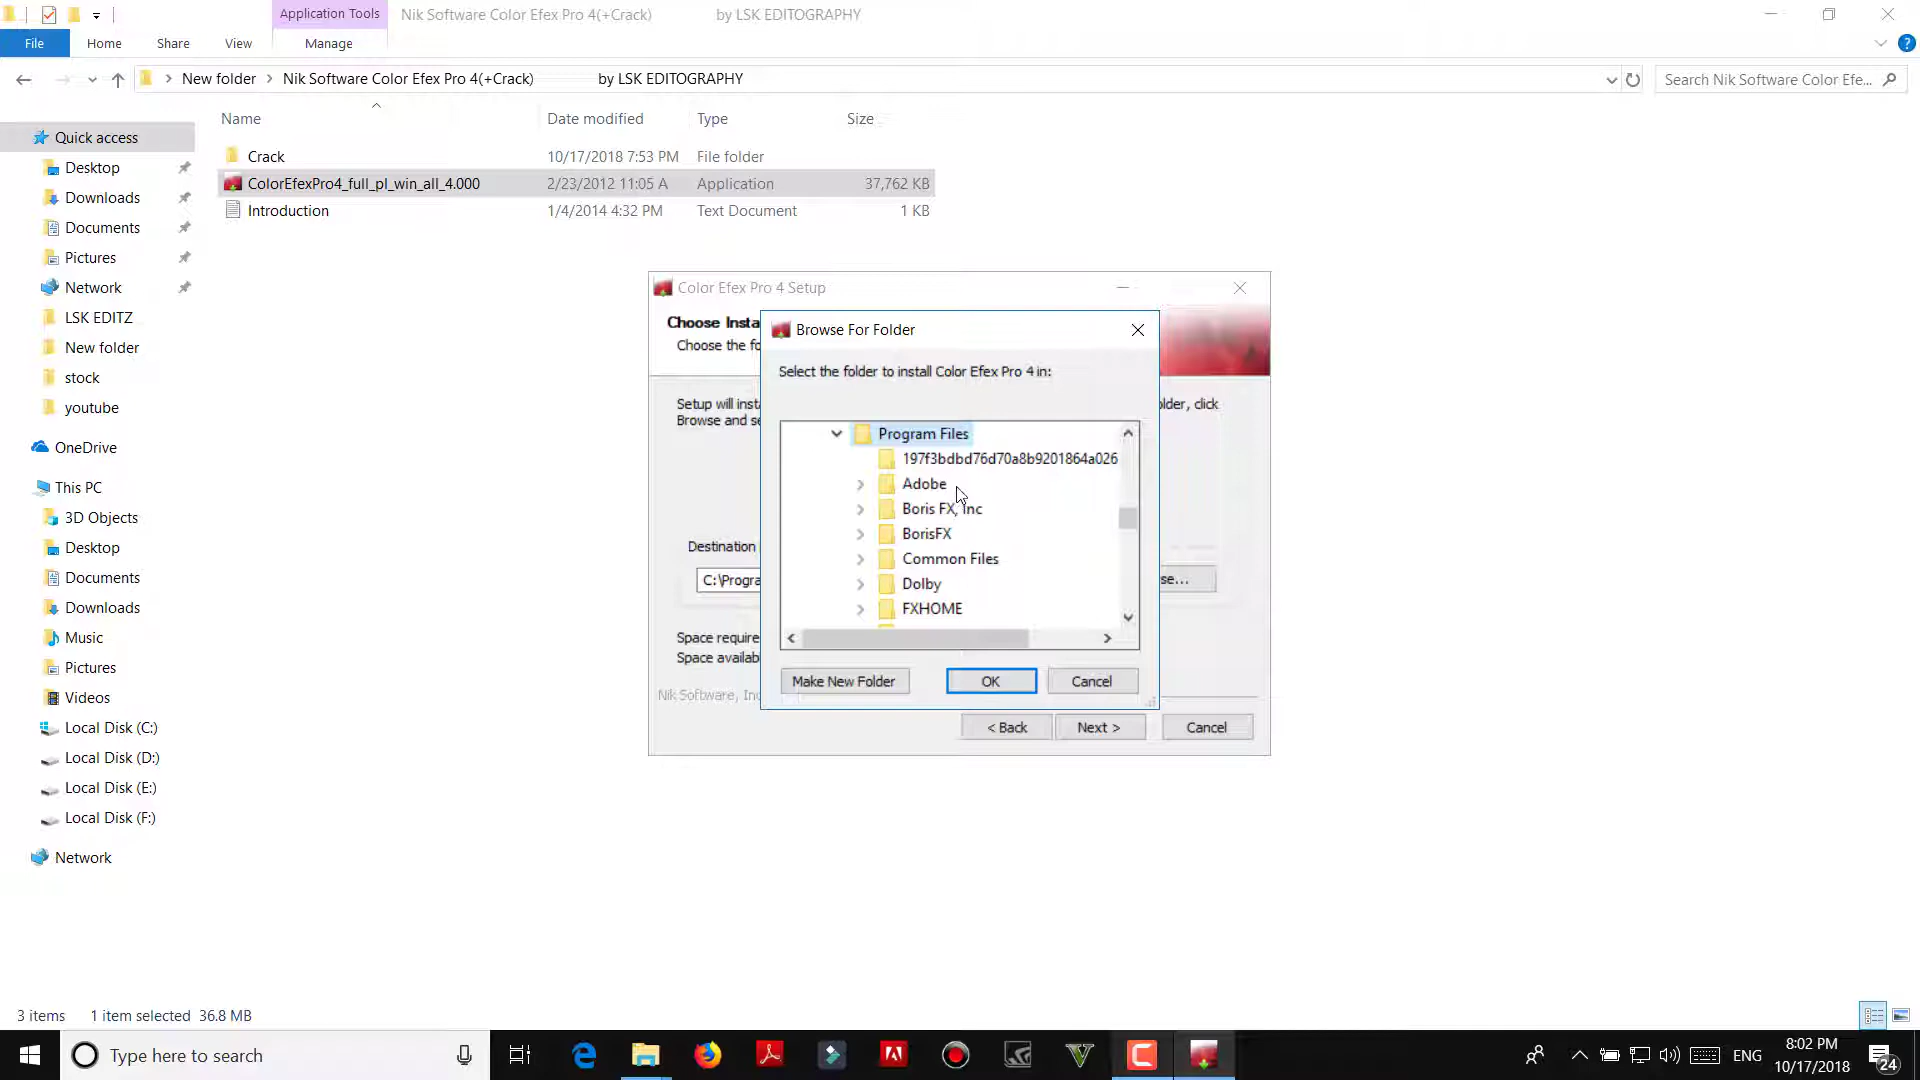 Application Tools
Nik Software Color Efex Pro 4(+Crack) by LSK EDITOGRAPHY
File
Home
Share
View
Manage
New folder
Nik Software Color Efex Pro 4(+Crack) by LSK EDITOGRAPHY
Search Nik Software Color Efe...
Name
Date modified
Type
Size
Quick access
Desktop
Downloads
Documents
Pictures
Network
LSK EDITZ
New folder
stock
youtube
OneDrive
This PC
3D Objects
Desktop
Documents
Downloads
Music
Pictures
Videos
Local Disk (C:)
Local Disk (D:)
Local Disk (E:)
Local Disk (F:)
Network
Crack 10/17/2018 7:53 PM File folder
ColorEfexPro4_full_pl_win_all_4.000 2/23/2012 11:05 A Application 37,762 KB
Introduction 1/4/2014 4:32 PM Text Document 1 KB
Color Efex Pro 4 Setup
Choose Insta
Choose the fo
Setup will inst
older, click
Browse and se
Destination
C:\Progra
se...
Space require
Space availab
Nik Software, Inc
< Back
Next >
Cancel
Browse For Folder
Select the folder to install Color Efex Pro 4 in:
Program Files
197f3bdbd76d70a8b9201864a026
Adobe
Boris FX, Inc
BorisFX
Common Files
Dolby
FXHOME
Make New Folder
OK
Cancel
3 items 1 item selected 36.8 MB
Type here to search
ENG
8:02 PM
10/17/2018
24